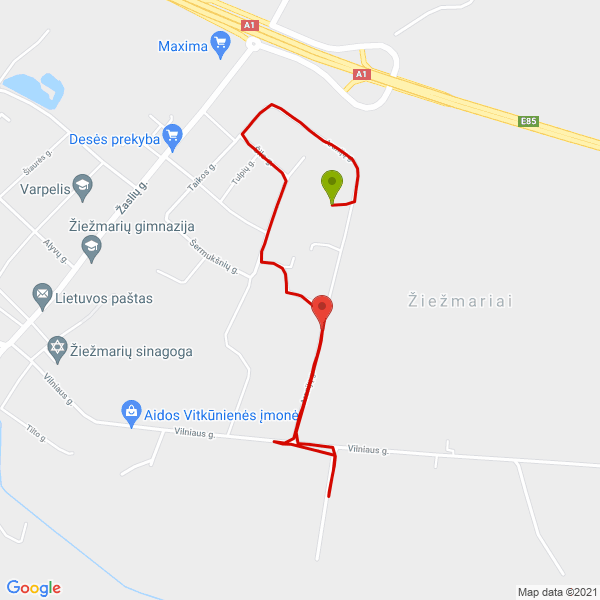 A1
Maxima
A1
E85
Desės prekyba
Šiaurės g.
Varpelis
Žaslių g.
Taikos g.
Tulpių g.
Žiežmarių gimnazija
Alyvų g.
Šermukšnių g.
Lietuvos paštas
Žiežmariai
Žiežmarių sinagoga
Vilniaus g.
Aidos Vitkūnienės įmonė
Tilto g.
Vilniaus g.
Vilniaus g.
Google
Map data ©2021